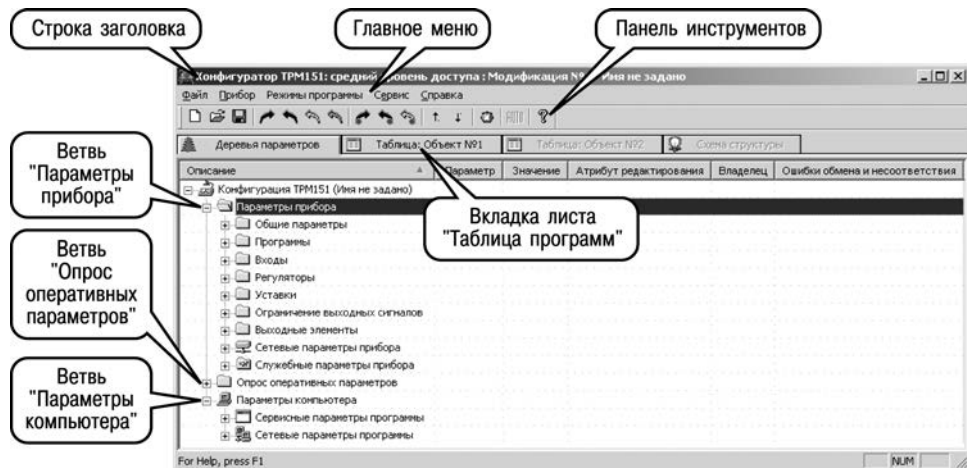 Строка заголовка
Главное меню
Панель инструментов
Конфигуратор ТРМ151: средний уровень доступа : Модификация Имя не задано
Файл Прибор Режимы программы Сервис Справка
Деревья параметров Таблица: Объект №1 Таблица: Объект №2 Схема структуры
Описание Параметр Значение Атрибут редактирования Владелец Ошибки обмена и несоответствия
Конфигурация ТРМ151 (Имя не задано)
Параметры прибора
Общие параметры
Программы
Входы
Регуляторы
Уставки
Ограничение выходных сигналов
Выходные элементы
Сетевые параметры прибора
Служебные параметры прибора
Опрос оперативных параметров
Параметры компьютера
Сервисные параметры программы
Сетевые параметры программы
For Help, press F1
NUM
Ветвь
"Параметры
прибора"
Ветвь
"Опрос
оперативных
параметров"
Ветвь
"Параметры
компьютера"
Вкладка листа
"Таблица программ"